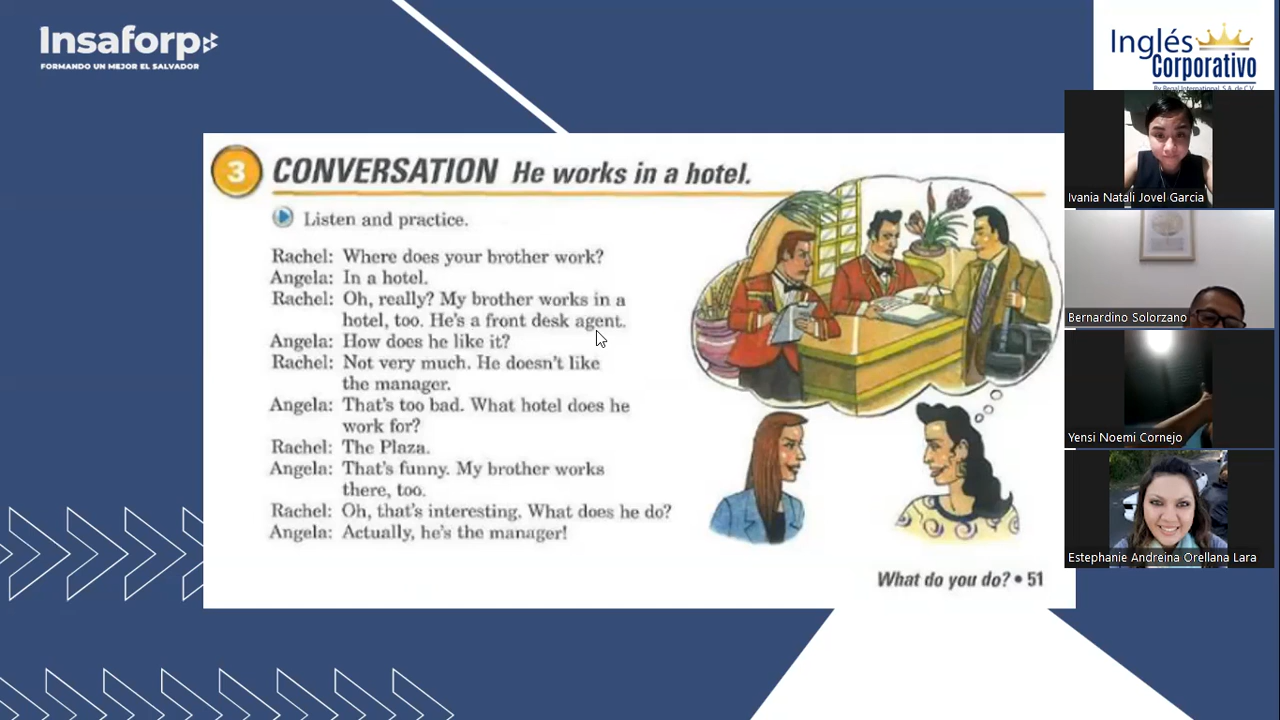 Insaforp
FORMANDO UN MEJOR EL SALVADOR
Inglés
Corporativo
By Benal International, S.A. de C.V.
3 CONVERSATION He works in a hotel.
Listen and practice.
Rachel: Where does your brother work?
Angela: In a hotel.
Rachel: Oh, really? My brother works in a
hotel, too. He's a front desk agent.
Angela: How does he like it?
Rachel: Not very much. He doesn't like
the manager.
Angela: That's too bad. What hotel does he
work for?
Rachel: The Plaza.
Angela: That's funny. My brother works
there, too.
Rachel: Oh, that's interesting. What does he do?
Angela: Actually, he's the manager!
What do you do? • 51
Ivania Natali Jovel Garcia
Bernardino Solorzano
Yensi Noemi Cornejo
Estephanie Andreina Orellana Lara